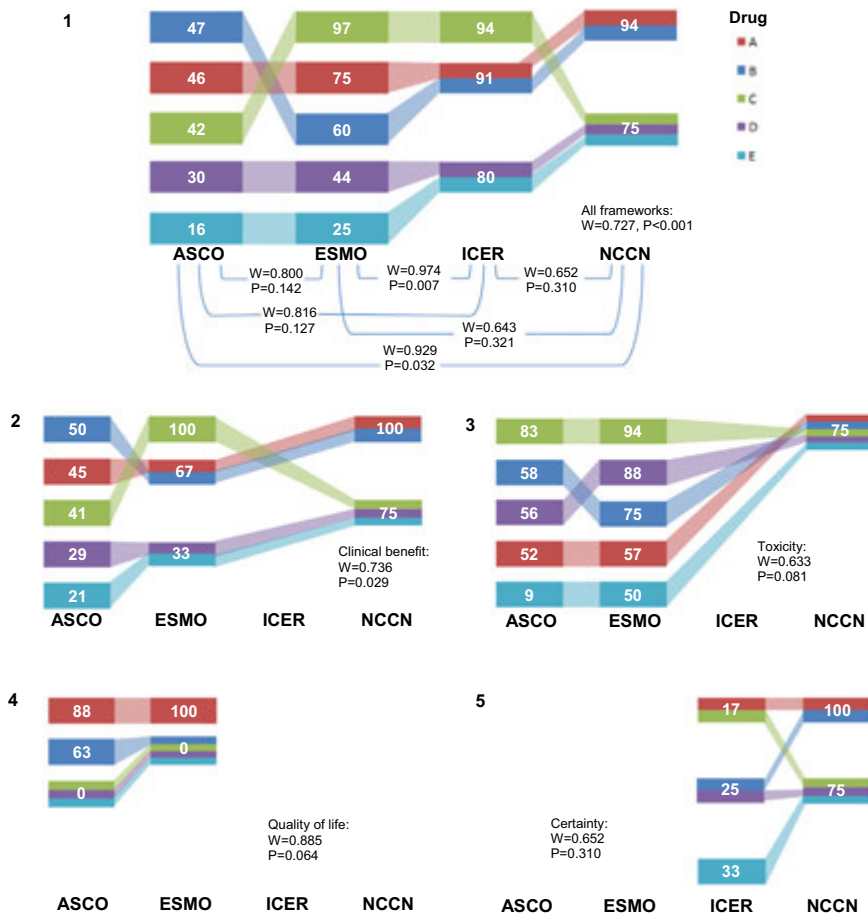 1
47 97 94 94
46 75 91
42 60 75
30 44 80
16 25
Drug
A
B
C
D
E
All frameworks:
W=0.727, P<0.001
ASCO ESMO ICER NCCN
W=0.800
P=0.142
W=0.974
P=0.007
W=0.652
P=0.310
W=0.816
P=0.127
W=0.643
P=0.321
W=0.929
P=0.032
2
50 100 100
45 67
41 75
29 33
21
Clinical benefit:
W=0.736
P=0.029
ASCO ESMO ICER NCCN
3
83 94 75
58 88
56 75
52 57
9 50
Toxicity:
W=0.633
P=0.081
ASCO ESMO ICER NCCN
4
88 100
63 0
0
Quality of life:
W=0.885
P=0.064
ASCO ESMO ICER NCCN
5
17 100
25 75
33
Certainty:
W=0.652
P=0.310
ASCO ESMO ICER NCCN